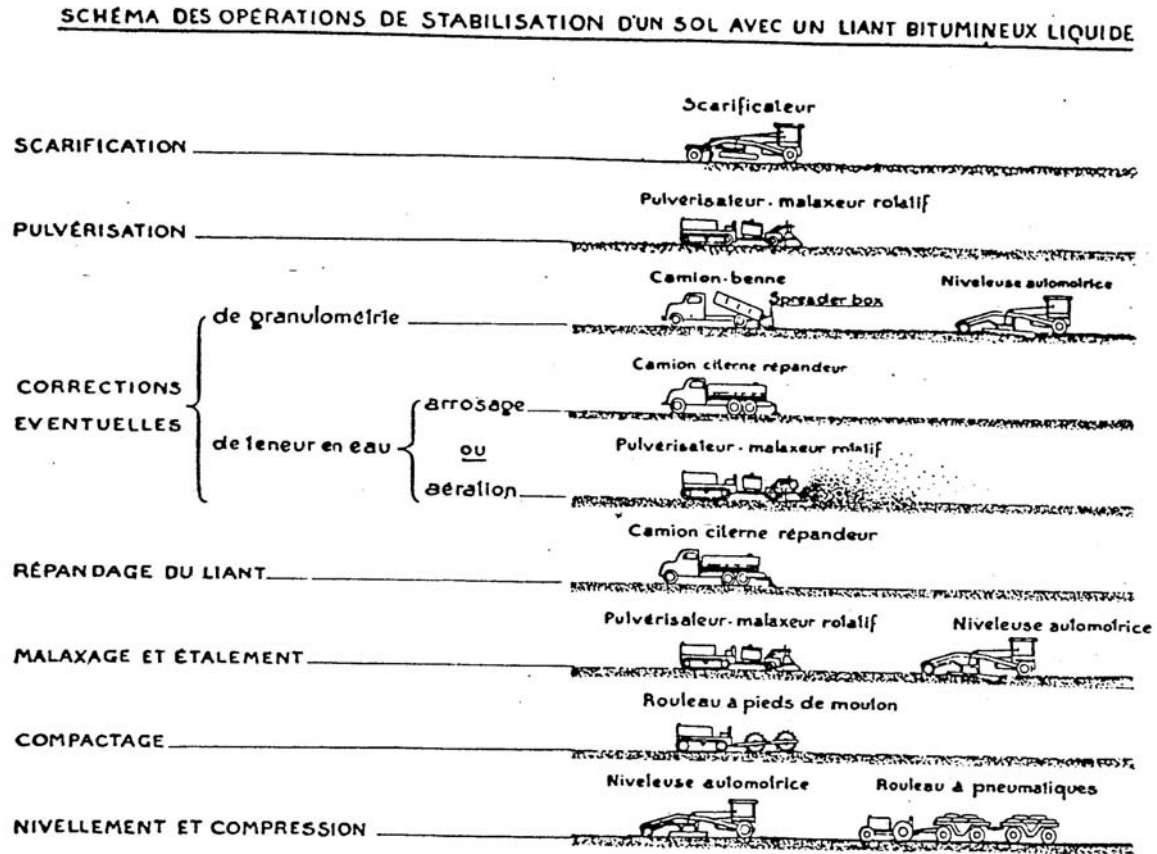 SCHÉMA DES OPÉRATIONS DE STABILISATION D'UN SOL AVEC UN LIANT BITUMINEUX LIQUIDE
Scarificateur
SCARIFICATION
Pulvérisateur - malaxeur rotatif
PULVÉRISATION
Camion-benne
Spreader box
Niveleuse automotrice
de granulométrie
Camion citerne répandeur
CORRECTIONS
EVENTUELLES
arrosage
de teneur en eau
ou
Pulvérisateur - malaxeur rotatif
aération
Camion citerne répandeur
RÉPANDAGE DU LIANT
Pulvérisateur - malaxeur rotatif
Niveleuse automotrice
MALAXAGE ET ÉTALEMENT
Rouleau à pieds de mouton
COMPACTAGE
Niveleuse automotrice
Rouleau à pneumatiques
NIVELLEMENT ET COMPRESSION